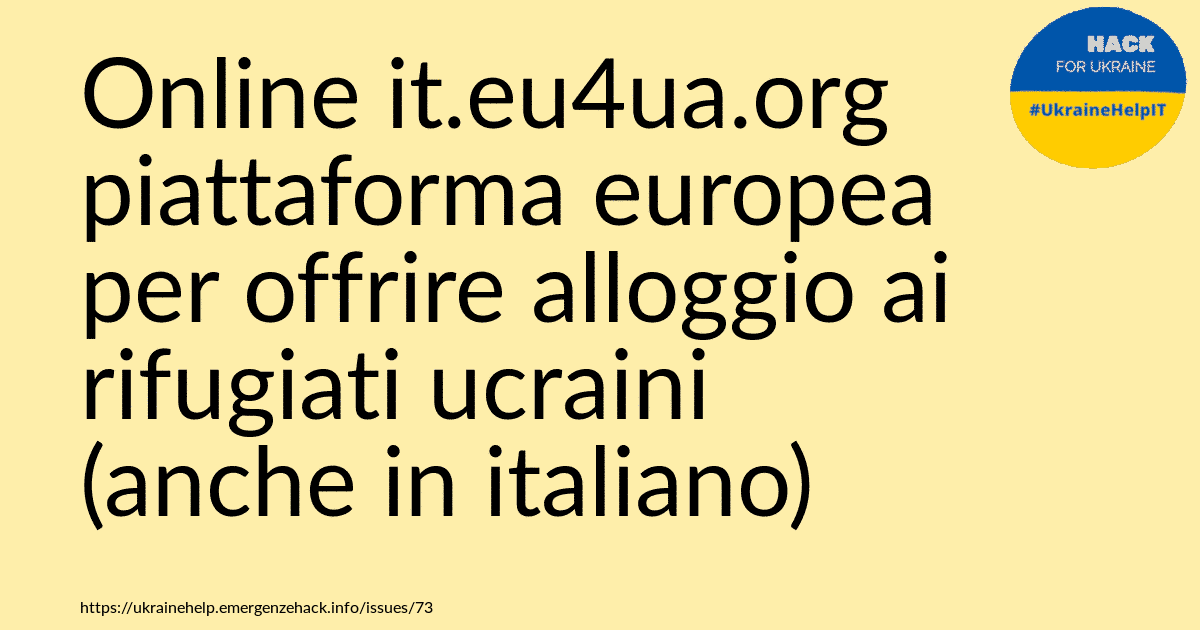 HACK
FOR UKRAINE
#UkraineHelpIT
Online it.eu4ua.org
piattaforma europea
per offrire alloggio ai
rifugiati ucraini
(anche in italiano)
https://ukrainehelp.emergenzehack.info/issues/73